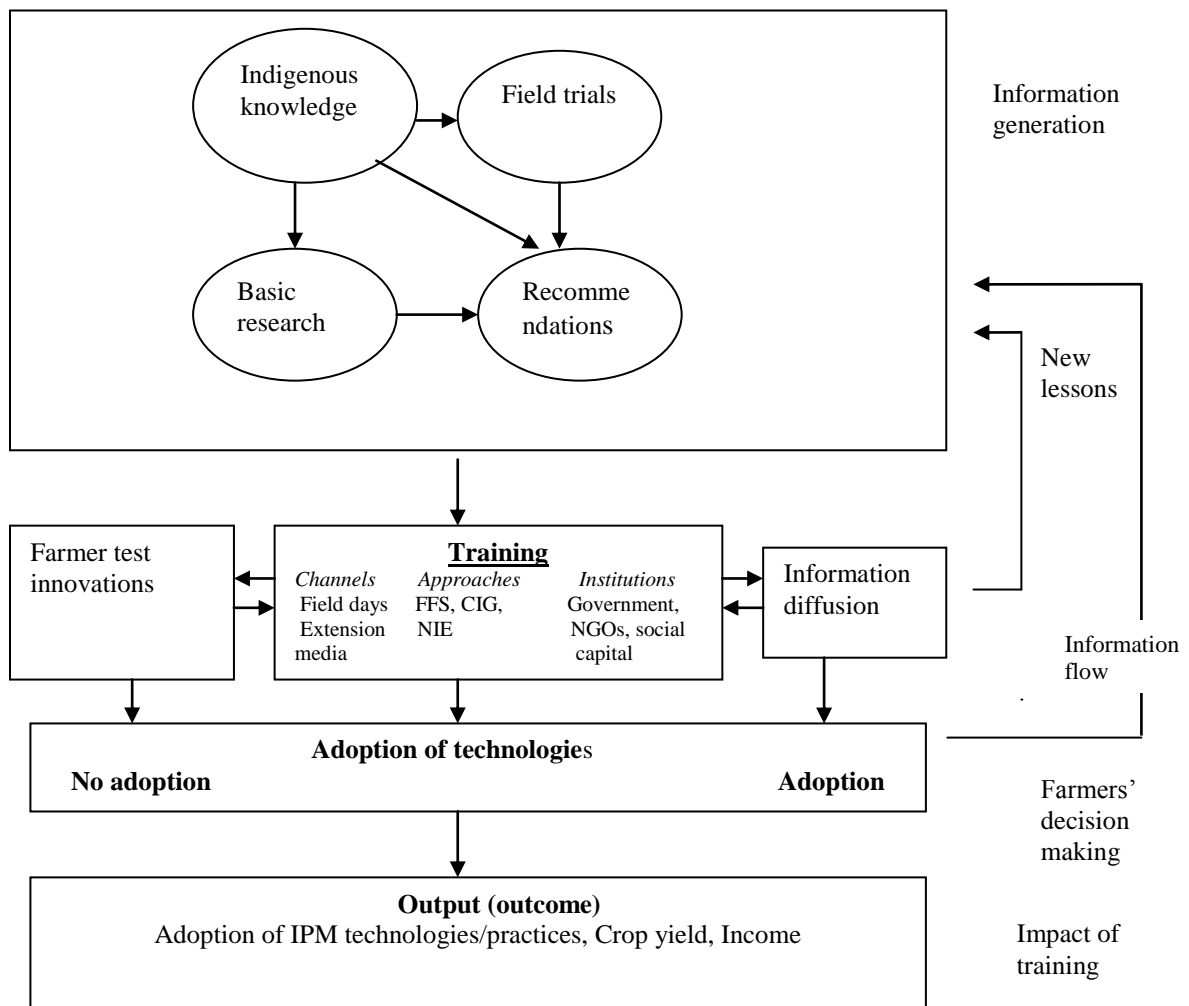 Indigenous
knowledge
Field trials
Information
generation
Basic
research
Recomme
ndations
New
lessons
Farmer test
innovations
Training
Channels Approaches Institutions
Field days FFS, CIG, Government,
Extension NIE NGOs, social
media capital
Information
diffusion
Information
flow
Adoption of technologies
No adoption Adoption
Farmers’
decision
making
Output (outcome)
Adoption of IPM technologies/practices, Crop yield, Income
Impact of
training